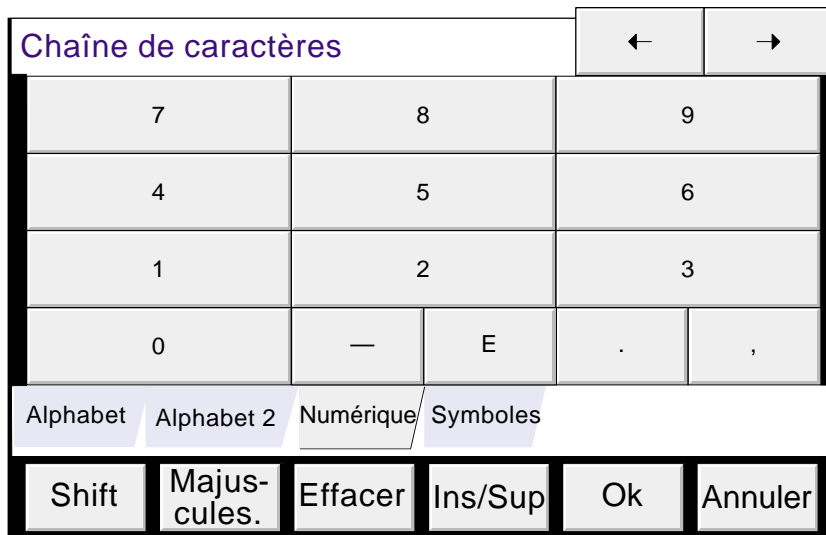 Chaîne de caractères ← →
7 8 9
4 5 6
1 2 3
0 — E . ,
Alphabet Alphabet 2 Numérique Symboles
Shift Majus-
cules. Effacer Ins/Sup Ok Annuler